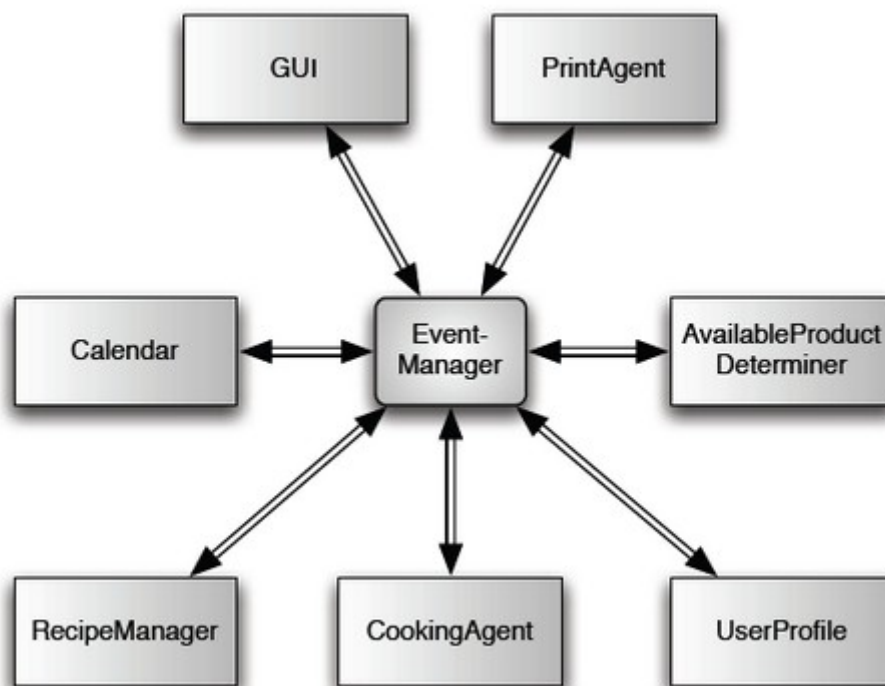 GUI
PrintAgent
Calendar
Event-
Manager
AvailableProduct
Determiner
RecipeManager
CookingAgent
UserProfile